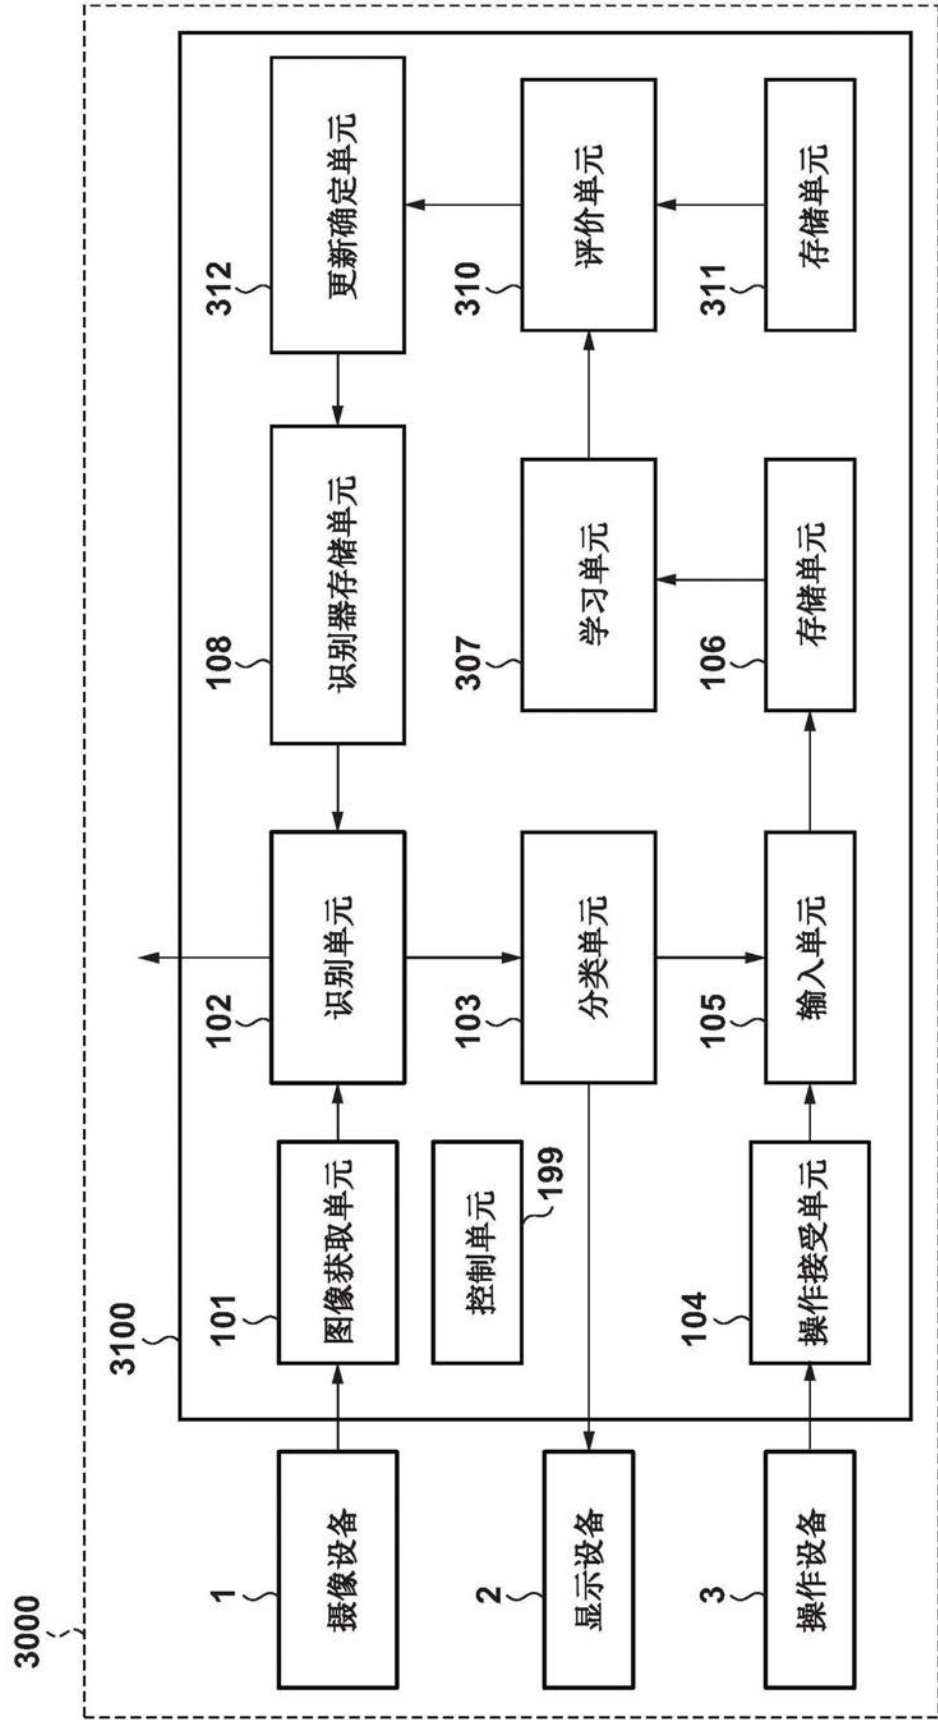 3000
3100
1
摄像设备
101
图像获取单元
102
识别单元
108
识别器存储单元
312
更新确定单元
控制单元
199
2
显示设备
103
分类单元
307
学习单元
310
评价单元
3
操作设备
104
操作接受单元
105
输入单元
106
存储单元
311
存储单元